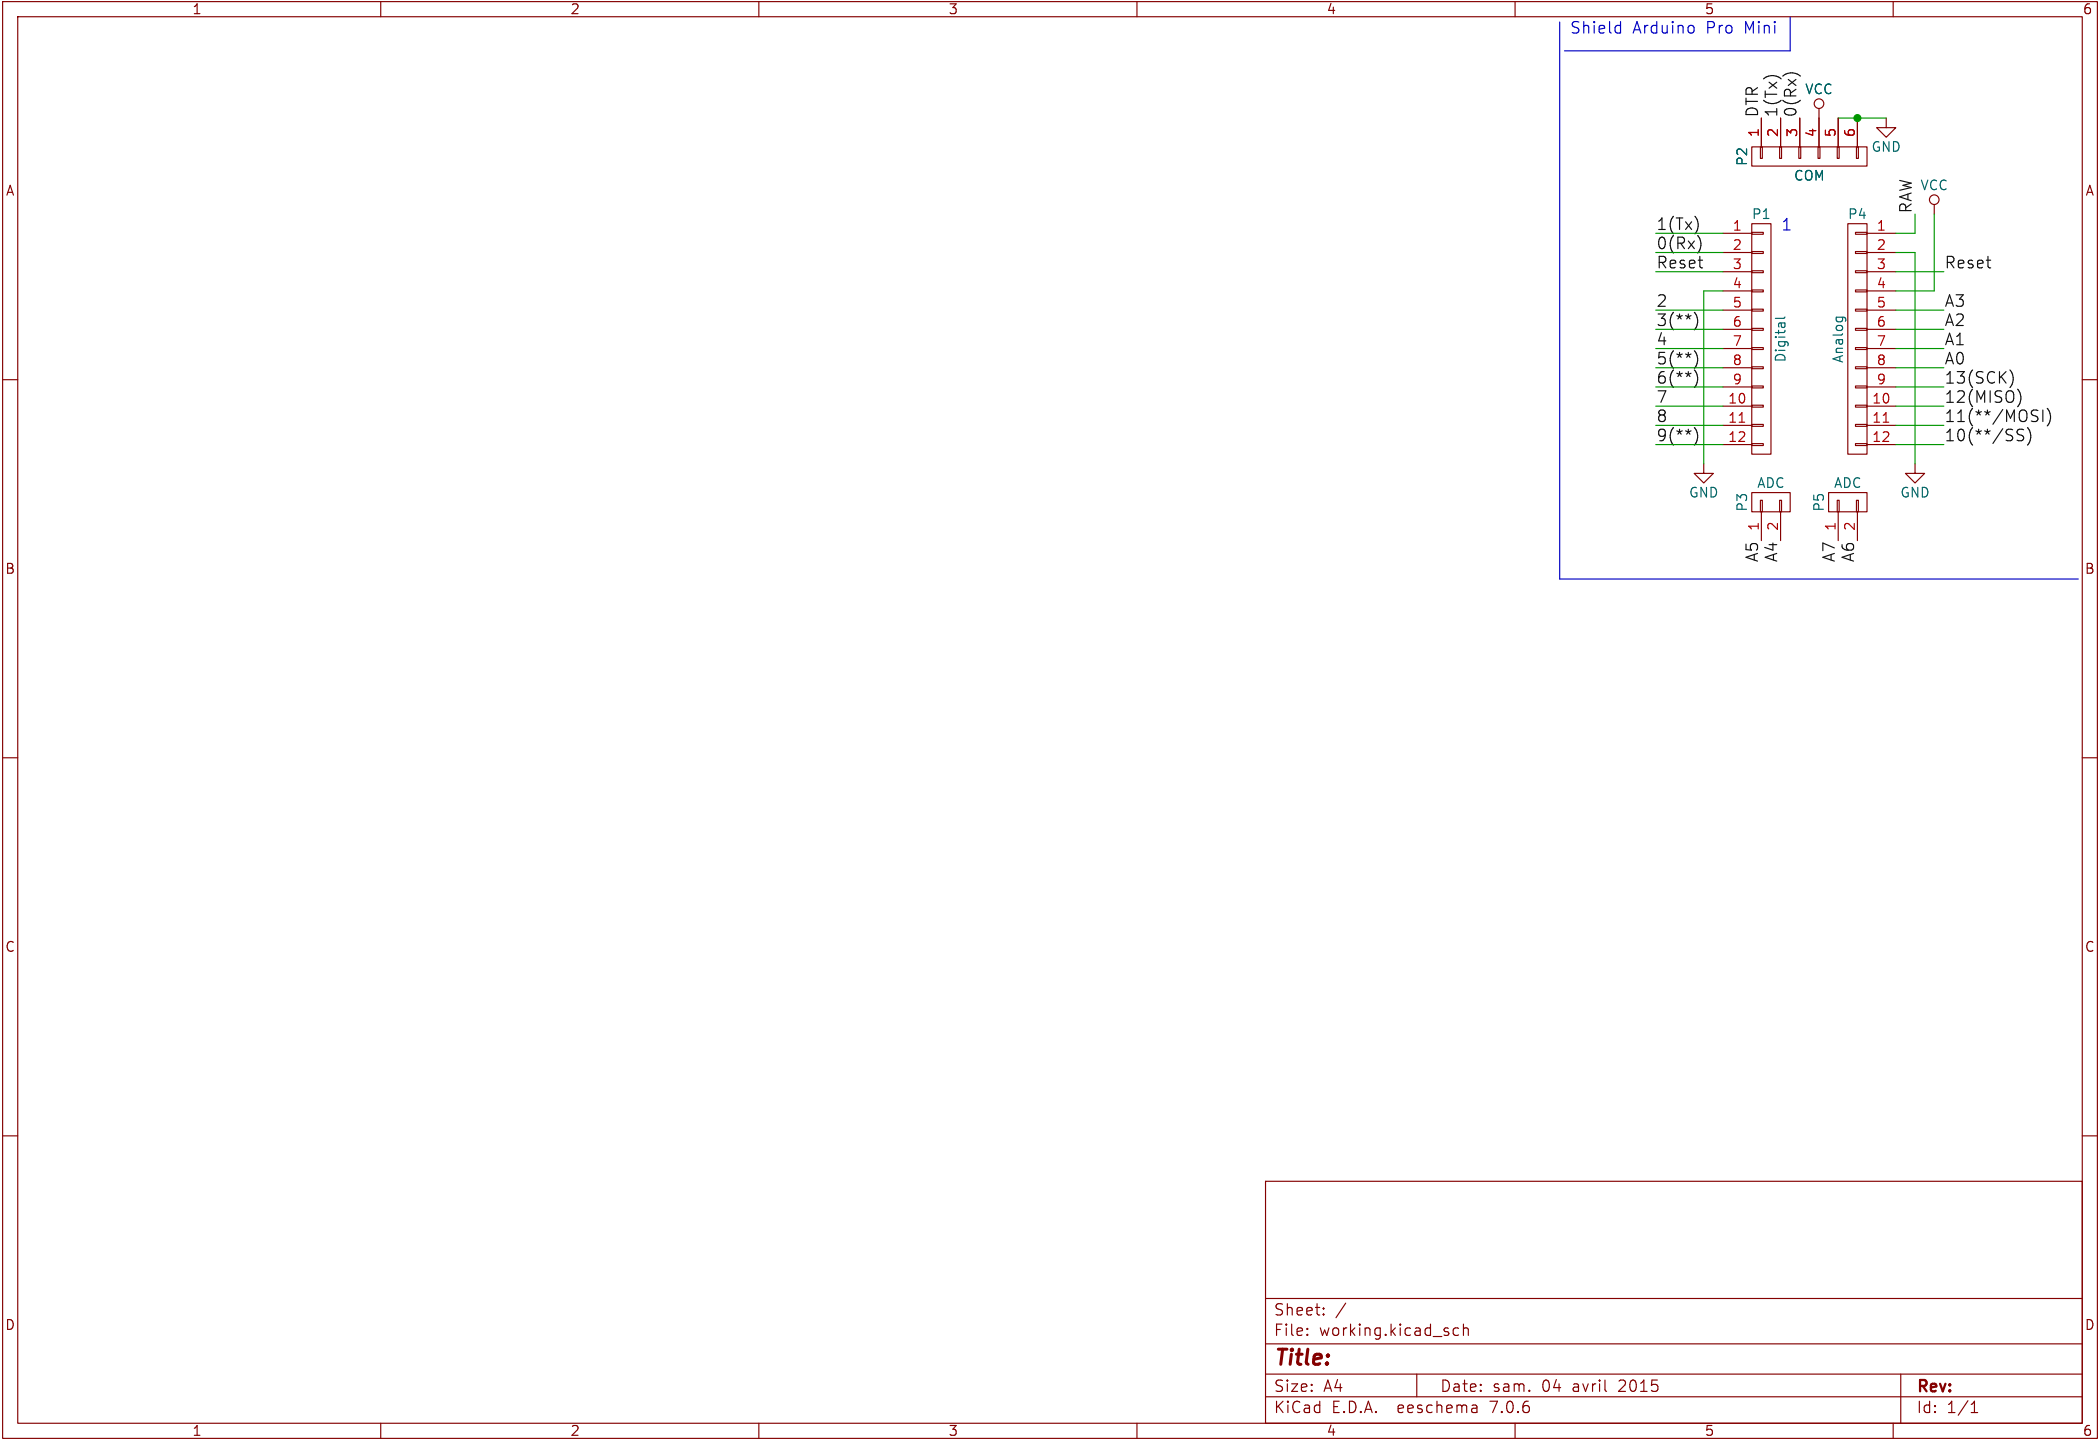 1 2 3 4 5 6
Shield Arduino Pro Mini
DTR
1(Tx)
0(Rx)
VCC
1 2 3 4 5 6
GND
P2
COM
A A
RAW
VCC
P1 1
P4
1(Tx) 1
0(Rx) 2
Reset 3
4
2 5
3(**) 6
4 7
5(**) 8
6(**) 9
7 10
8 11
9(**) 12
Digital
GND
Analog
1
2
3 Reset
4
5 A3
6 A2
7 A1
8 A0
9 13(SCK)
10 12(MISO)
11 11(**/MOSI)
12 10(**/SS)
GND
ADC
P3
1 2
A5
A4
ADC
P5
1 2
A7
A6
B B
C C
D D
Sheet: /
File: working.kicad_sch
Title:
Size: A4 Date: sam. 04 avril 2015 Rev:
KiCad E.D.A. eeschema 7.0.6 Id: 1/1
1 2 3 4 5 6